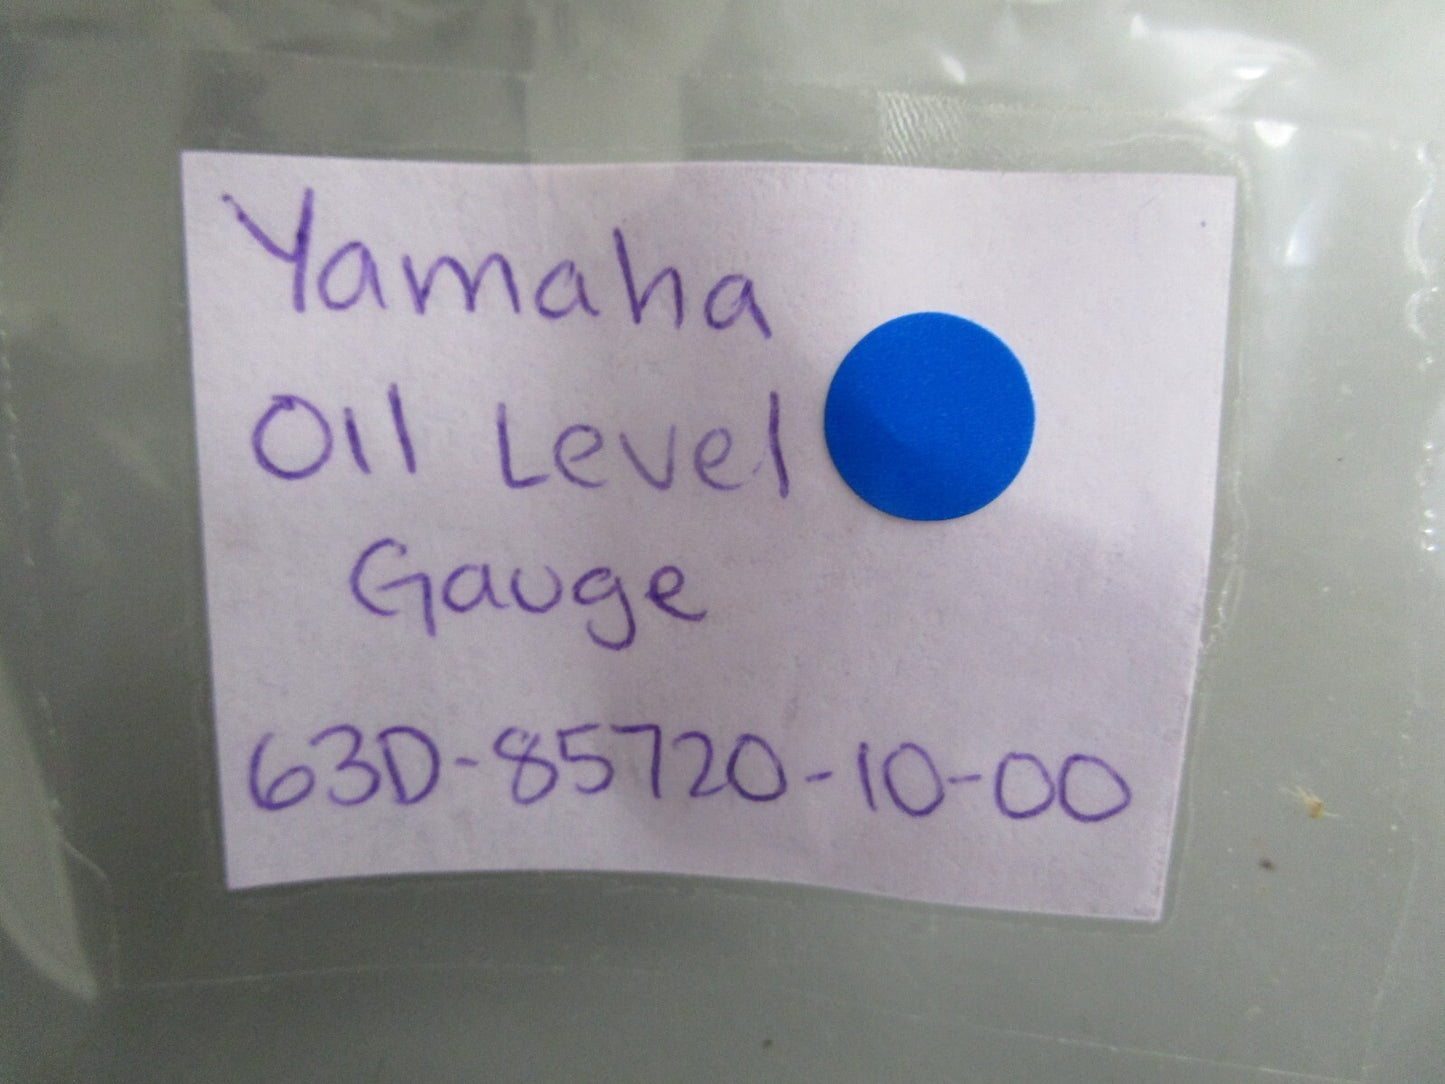 Yamaha
Oil Level
Gauge
63D-85720-10-00